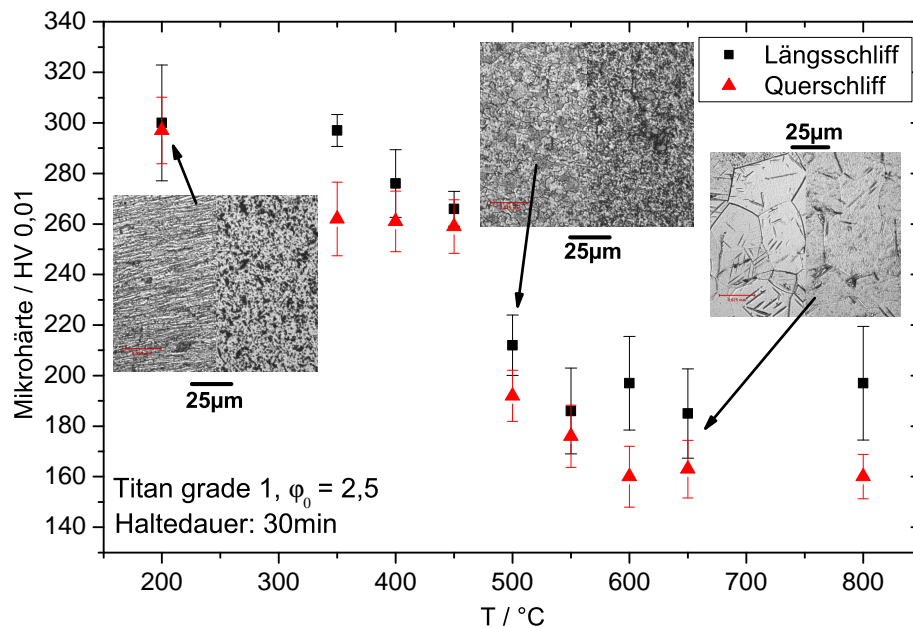 340
320
300
280
260
240
220
200
180
160
140
Mikrohärte / HV 0,01
Längsschliff
Querschliff
25µm
25µm
25µm
Titan grade 1, φ₀ = 2,5
Haltedauer: 30min
200
300
400
500
600
700
800
T / °C